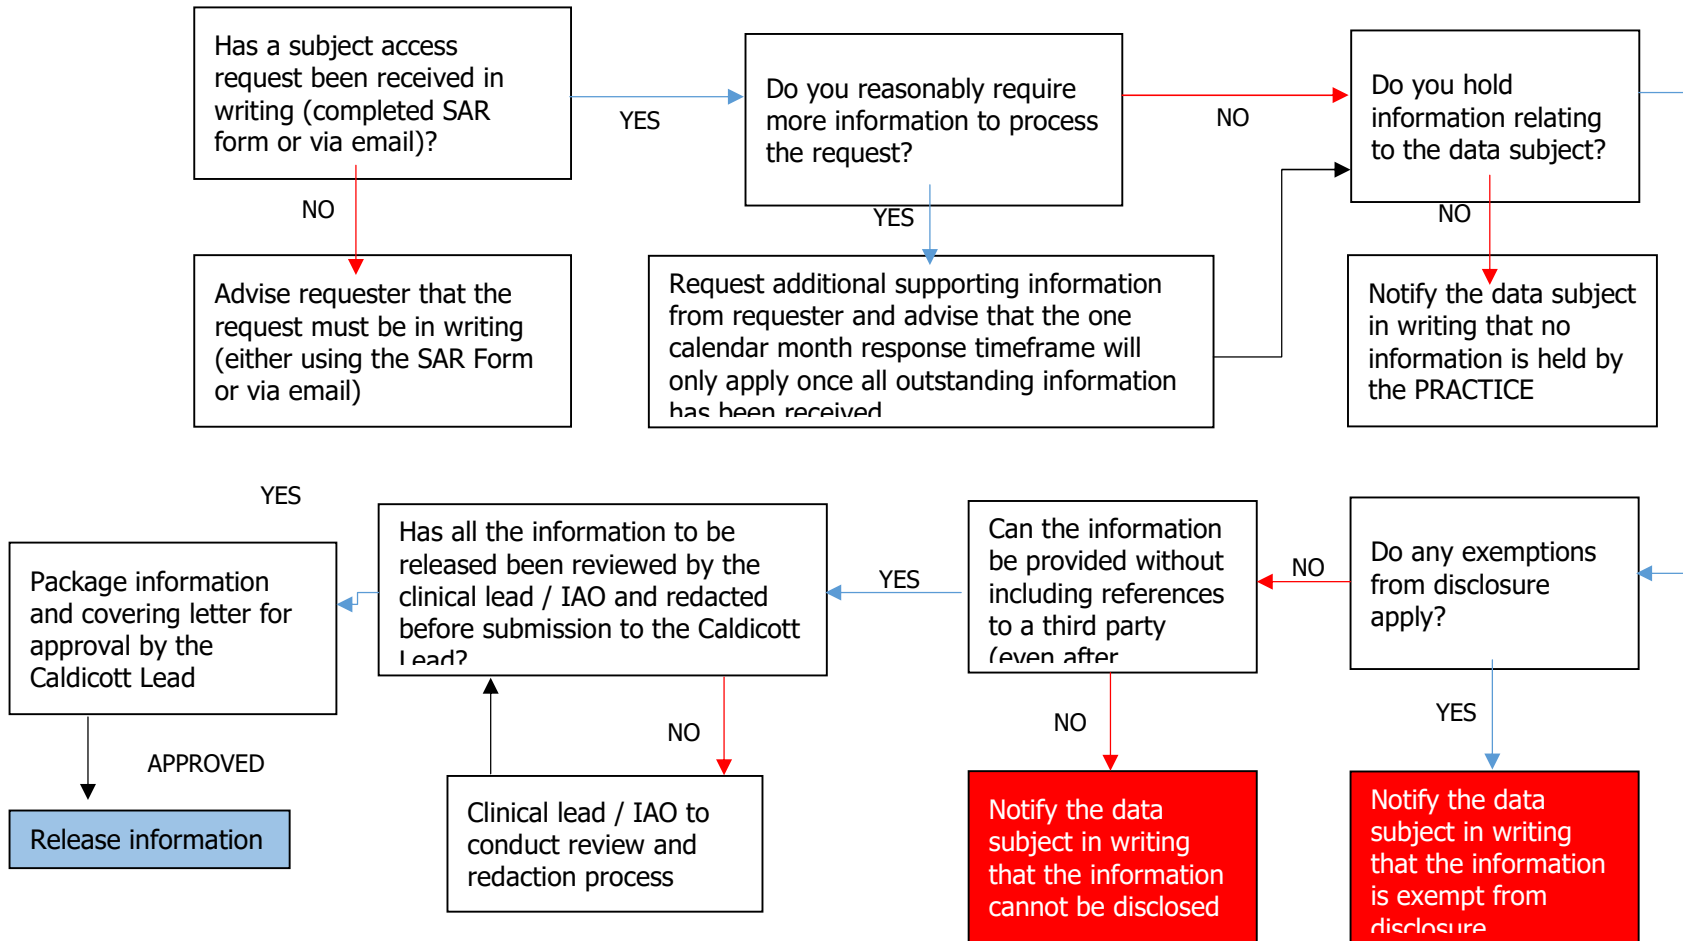 Has a subject access
request been received in
writing (completed SAR
form or via email)?
YES
Do you reasonably require
more information to process
the request?
NO
Do you hold
information relating
to the data subject?
NO
YES
NO
Advise requester that the
request must be in writing
(either using the SAR Form
or via email)
Request additional supporting information
from requester and advise that the one
calendar month response timeframe will
only apply once all outstanding information
has been received
Notify the data subject
in writing that no
information is held by
the PRACTICE
YES
Package information
and covering letter for
approval by the
Caldicott Lead
Has all the information to be
released been reviewed by the
clinical lead / IAO and redacted
before submission to the Caldicott
Lead?
YES
Can the information
be provided without
including references
to a third party
(even after
NO
Do any exemptions
from disclosure
apply?
APPROVED
NO
NO
YES
Release information
Clinical lead / IAO to
conduct review and
redaction process
Notify the data
subject in writing
that the information
cannot be disclosed
Notify the data
subject in writing
that the information
is exempt from
disclosure